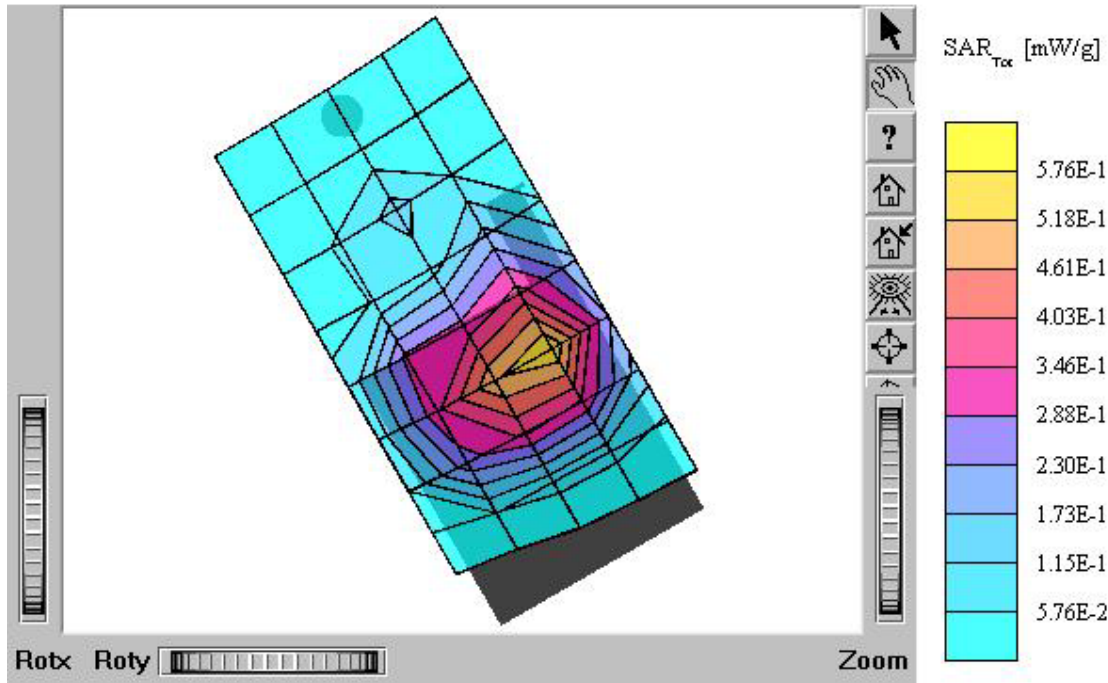 SAR_Tot [mW/g]
?
5.76E-1
5.18E-1
4.61E-1
4.03E-1
3.46E-1
2.88E-1
2.30E-1
1.73E-1
1.15E-1
5.76E-2
Rotx Roty Zoom